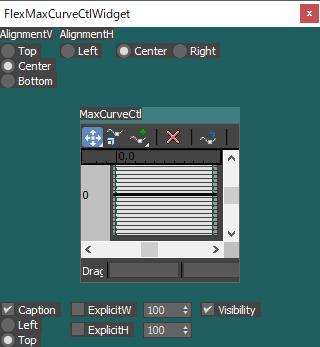 FlexMaxCurveCtlWidget
AlignmentV AlignmentH
Top Left Center Right
Center
Bottom
MaxCurveCtl
0,0
0
Drag
Caption ExplicitW 100 Visibility
Left ExplicitH 100
Top